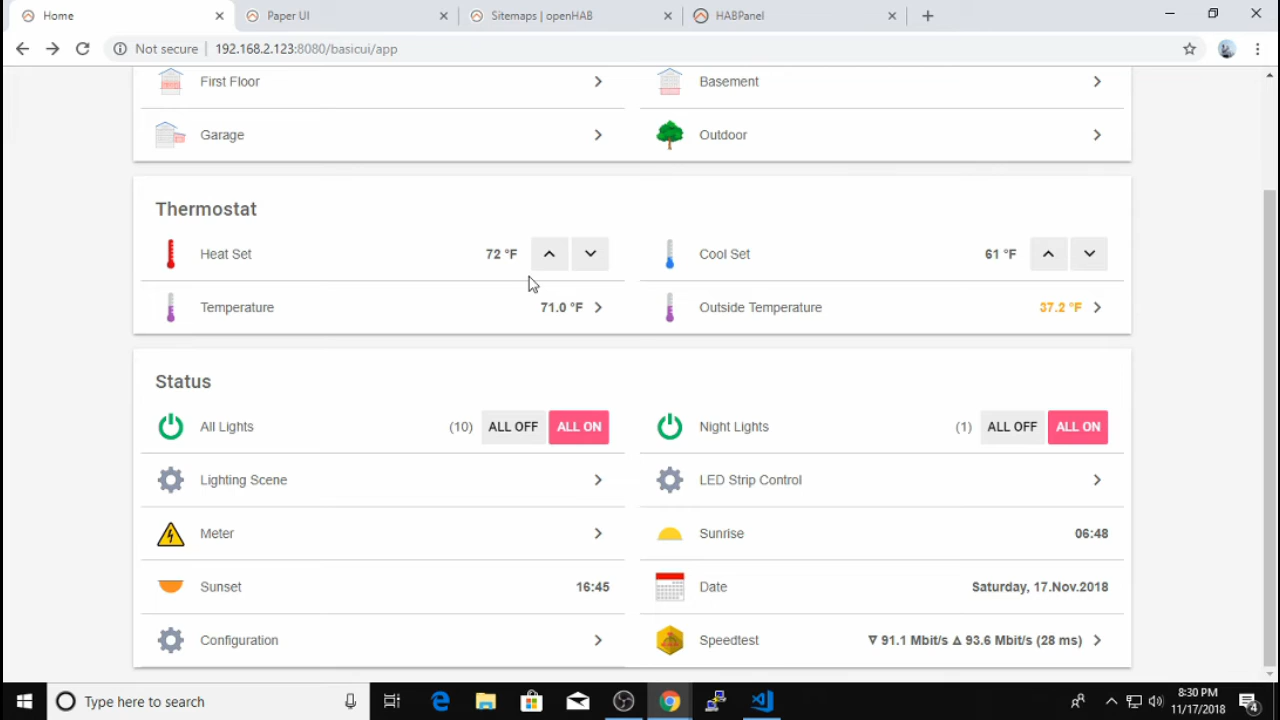 Home
Paper UI
Sitemaps | openHAB
HABPanel
Not secure | 192.168.2.123:8080/basicui/app
First Floor
Basement
Garage
Outdoor
Thermostat
Heat Set 72 °F
Cool Set 61 °F
Temperature 71.0 °F
Outside Temperature 37.2 °F
Status
All Lights (10) ALL OFF ALL ON
Night Lights (1) ALL OFF ALL ON
Lighting Scene
LED Strip Control
Meter
Sunrise 06:48
Sunset 16:45
Date Saturday, 17.Nov.2018
Configuration
Speedtest ∇ 91.1 Mbit/s Δ 93.6 Mbit/s (28 ms)
Type here to search
8:30 PM
11/17/2018
4